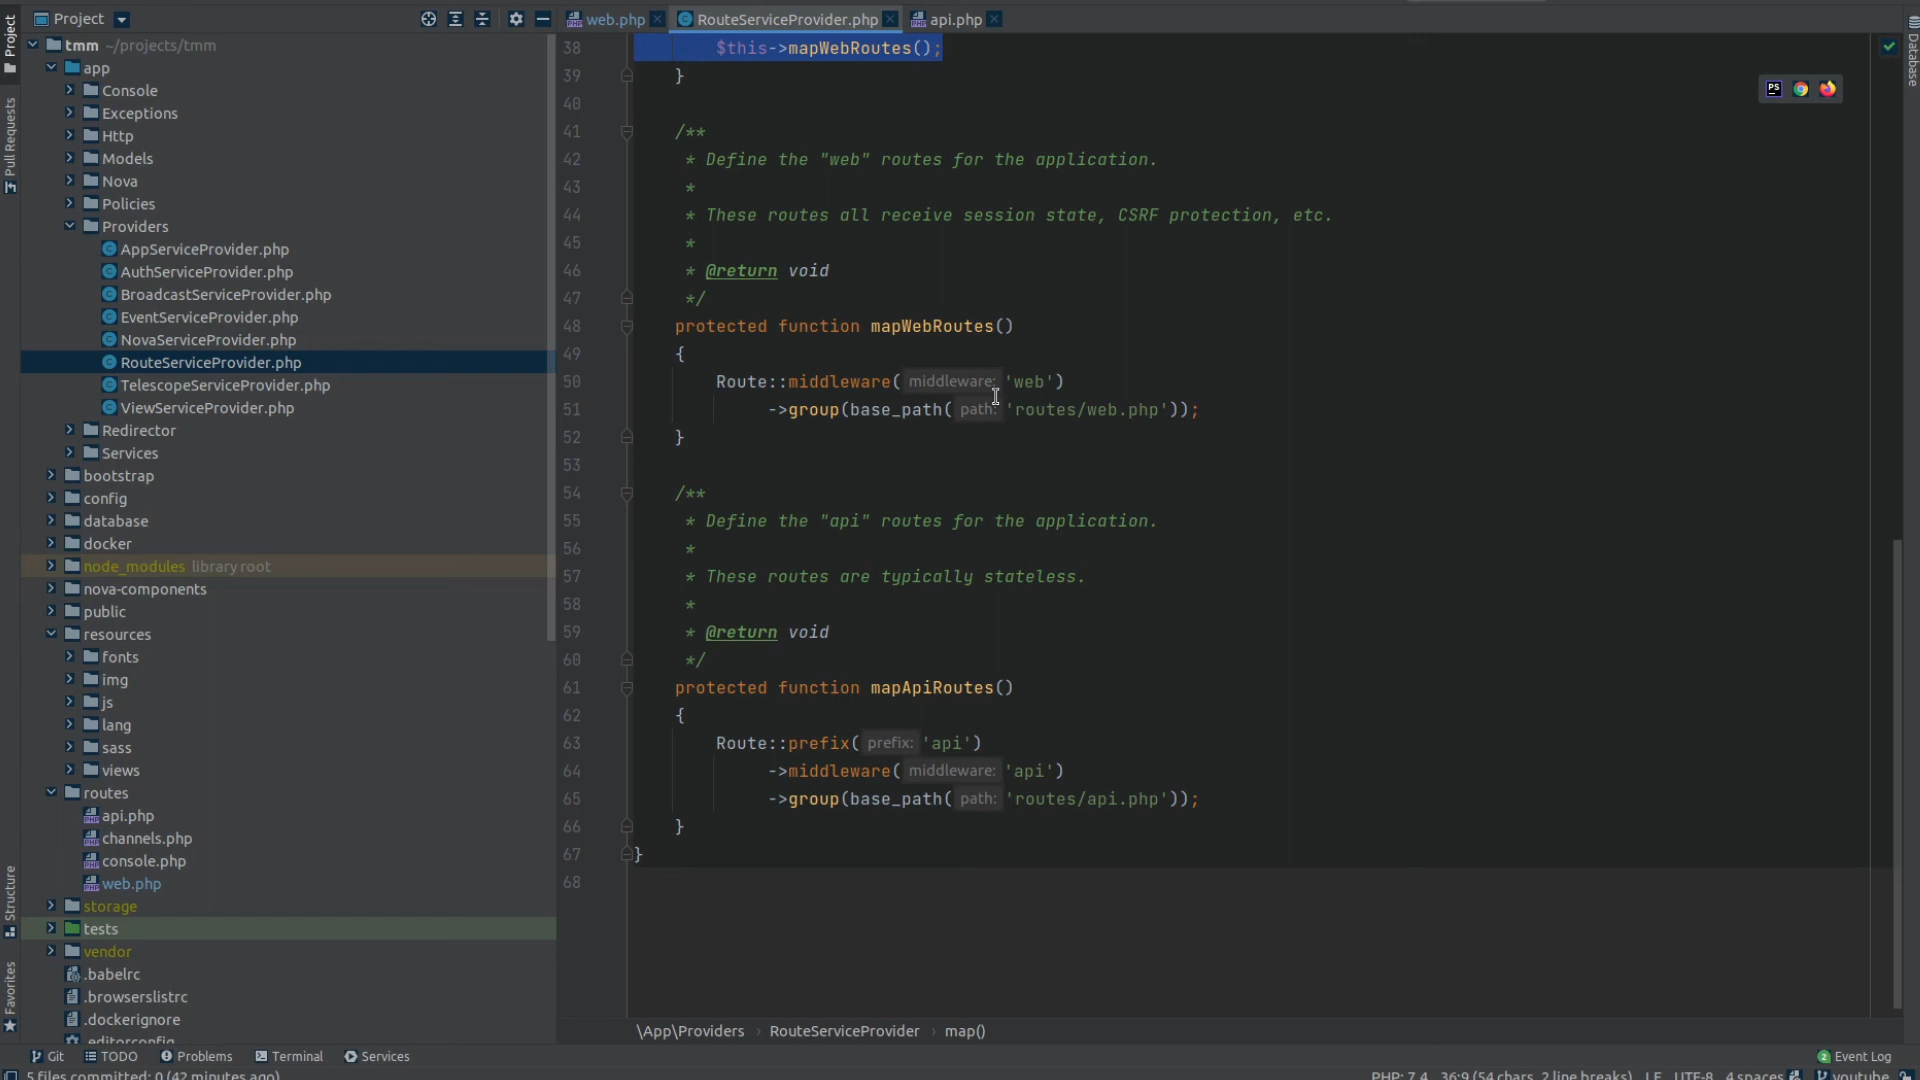 Project
web.php
RouteServiceProvider.php
api.php
Project
Pull Requests
Structure
Favorites
Database
tmm ~/projects/tmm
app
Console
Exceptions
Http
Models
Nova
Policies
Providers
AppServiceProvider.php
AuthServiceProvider.php
BroadcastServiceProvider.php
EventServiceProvider.php
NovaServiceProvider.php
RouteServiceProvider.php
TelescopeServiceProvider.php
ViewServiceProvider.php
Redirector
Services
bootstrap
config
database
docker
node_modules library root
nova-components
public
resources
fonts
img
js
lang
sass
views
routes
api.php
channels.php
console.php
web.php
storage
tests
vendor
.babelrc
.browserslistrc
.dockerignore
.editorconfig
38 $this->mapWebRoutes();
39 }
40
41 /**
42 * Define the "web" routes for the application.
43 *
44 * These routes all receive session state, CSRF protection, etc.
45 *
46 * @return void
47 */
48 protected function mapWebRoutes()
49 {
50 Route::middleware( middleware: 'web')
51 ->group(base_path( path: 'routes/web.php'));
52 }
53
54 /**
55 * Define the "api" routes for the application.
56 *
57 * These routes are typically stateless.
58 *
59 * @return void
60 */
61 protected function mapApiRoutes()
62 {
63 Route::prefix( prefix: 'api')
64 ->middleware( middleware: 'api')
65 ->group(base_path( path: 'routes/api.php'));
66 }
67 }
68
PS
\App\Providers › RouteServiceProvider › map()
Git TODO Problems Terminal Services 2 Event Log
5 files committed: 0 (42 minutes ago) PHP: 7.4 36:9 (54 chars, 2 line breaks) LF UTF-8 4 spaces youtube